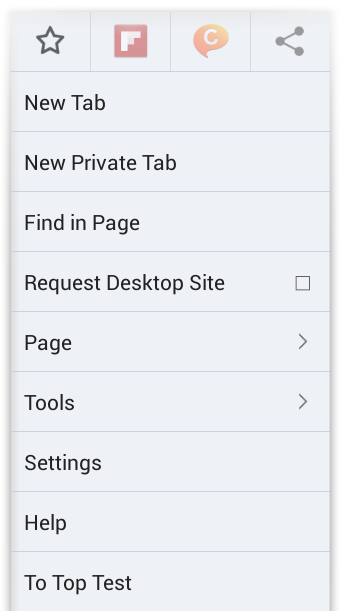 C
New Tab
New Private Tab
Find in Page
Request Desktop Site
Page
Tools
Settings
Help
To Top Test